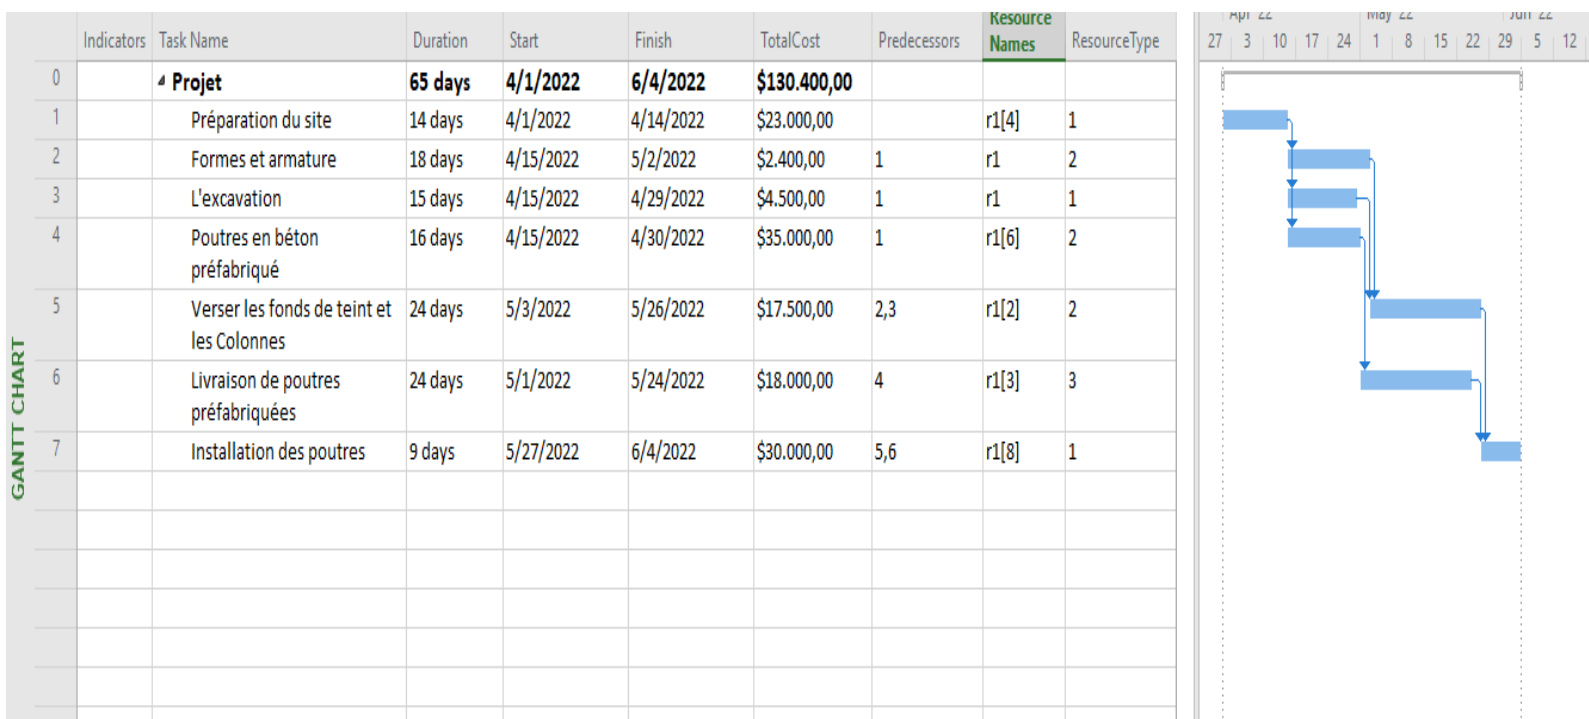 Resource
Apr '22 May '22 Jun '22
Indicators Task Name Duration Start Finish TotalCost Predecessors Names ResourceType 27 3 10 17 24 1 8 15 22 29 5 12
0 Projet 65 days 4/1/2022 6/4/2022 $130.400,00
1 Préparation du site 14 days 4/1/2022 4/14/2022 $23.000,00 r1[4] 1
2 Formes et armature 18 days 4/15/2022 5/2/2022 $2.400,00 1 r1 2
3 L'excavation 15 days 4/15/2022 4/29/2022 $4.500,00 1 r1 1
4 Poutres en béton 16 days 4/15/2022 4/30/2022 $35.000,00 1 r1[6] 2
préfabriqué
5 Verser les fonds de teint et 24 days 5/3/2022 5/26/2022 $17.500,00 2,3 r1[2] 2
les Colonnes
6 Livraison de poutres 24 days 5/1/2022 5/24/2022 $18.000,00 4 r1[3] 3
préfabriquées
7 Installation des poutres 9 days 5/27/2022 6/4/2022 $30.000,00 5,6 r1[8] 1
GANTT CHART